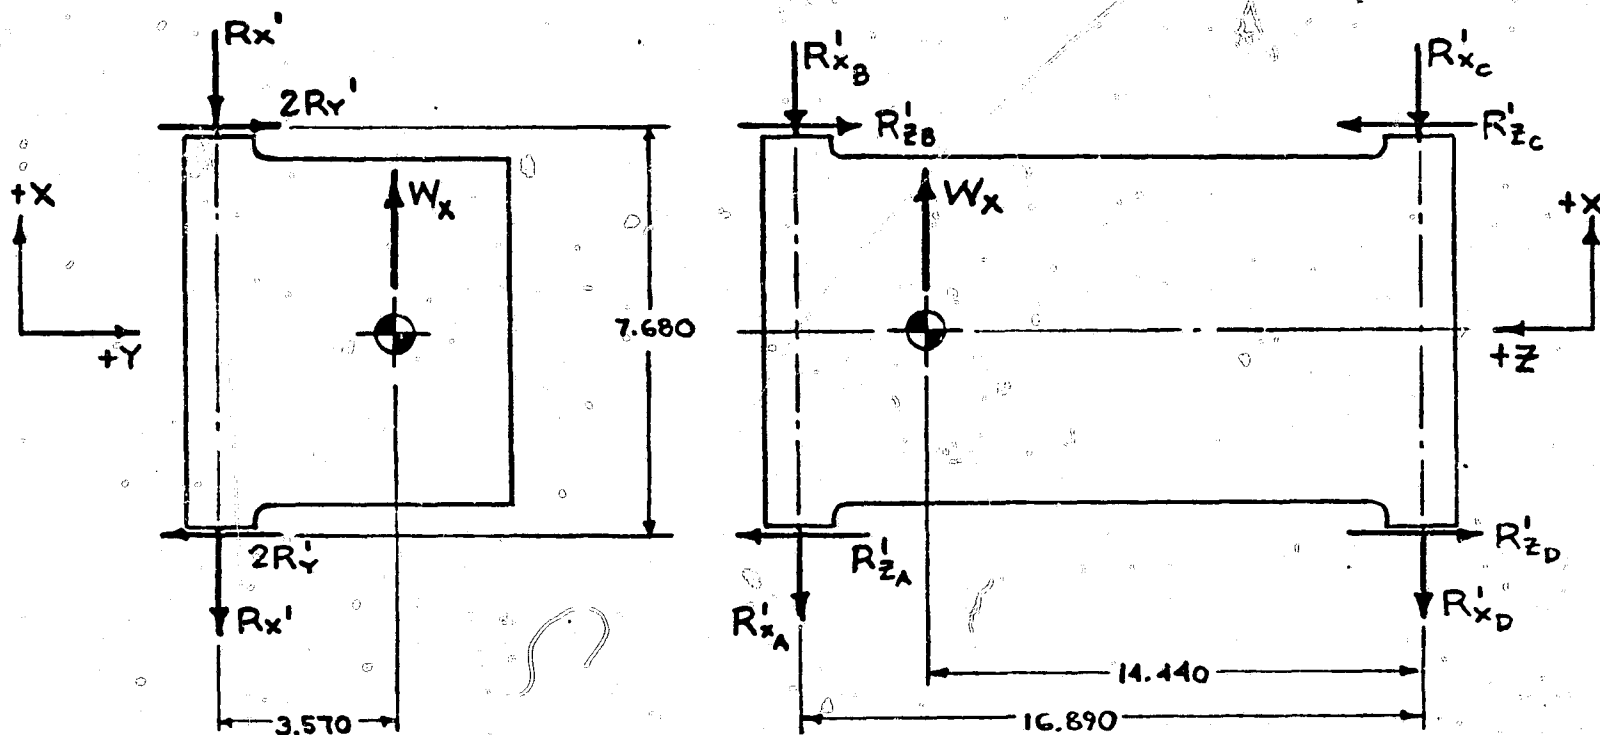 Rx'
2RY'
+X
+Y
Wx
7.680
2R'Y
Rx'
3.570
R'xB
R'zB
R'xC
R'zC
Wx
+X
+Z
R'zA
R'xA
R'zD
R'xD
14.440
16.890